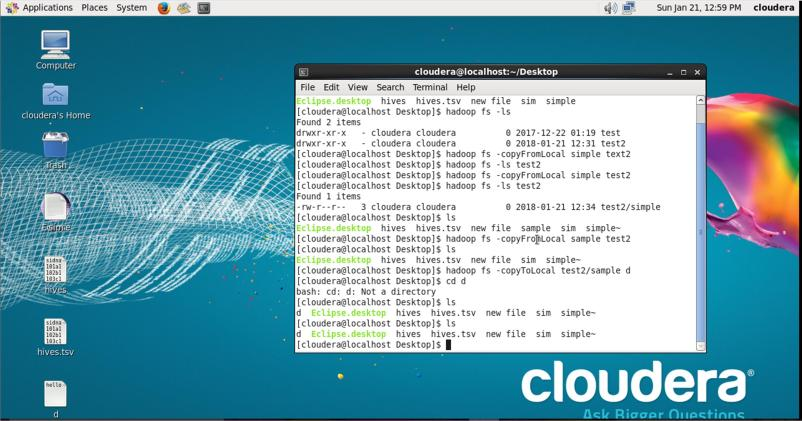 Applications Places System
Sun Jan 21, 12:59 PM cloudera
Computer
cloudera's Home
Trash
sidna
101a1
102b1
103c1
hives
sidna
101a1
102b1
103c1
hives.tsv
hello
d
cloudera@localhost:~/Desktop
File Edit View Search Terminal Help
Eclipse.desktop hives hives.tsv new file sim simple
[cloudera@localhost Desktop]$ hadoop fs -ls
Found 2 items
drwxr-xr-x - cloudera cloudera 0 2017-12-22 01:19 test
drwxr-xr-x - cloudera cloudera 0 2018-01-21 12:31 test2
[cloudera@localhost Desktop]$ hadoop fs -copyFromLocal simple text2
[cloudera@localhost Desktop]$ hadoop fs -ls test2
[cloudera@localhost Desktop]$ hadoop fs -copyFromLocal simple test2
[cloudera@localhost Desktop]$ hadoop fs -ls test2
Found 1 items
-rw-r--r-- 3 cloudera cloudera 0 2018-01-21 12:34 test2/simple
[cloudera@localhost Desktop]$ ls
Eclipse.desktop hives hives.tsv new file sample sim simple~
[cloudera@localhost Desktop]$ hadoop fs -copyFromLocal sample test2
[cloudera@localhost Desktop]$ ls
Eclipse.desktop hives hives.tsv new file sim simple~
[cloudera@localhost Desktop]$ hadoop fs -copyToLocal test2/sample d
[cloudera@localhost Desktop]$ cd d
bash: cd: d: Not a directory
[cloudera@localhost Desktop]$ ls
d Eclipse.desktop hives hives.tsv new file sim simple~
[cloudera@localhost Desktop]$ ls
d Eclipse.desktop hives hives.tsv new file sim simple~
[cloudera@localhost Desktop]$
cloudera®
Ask Bigger Questions